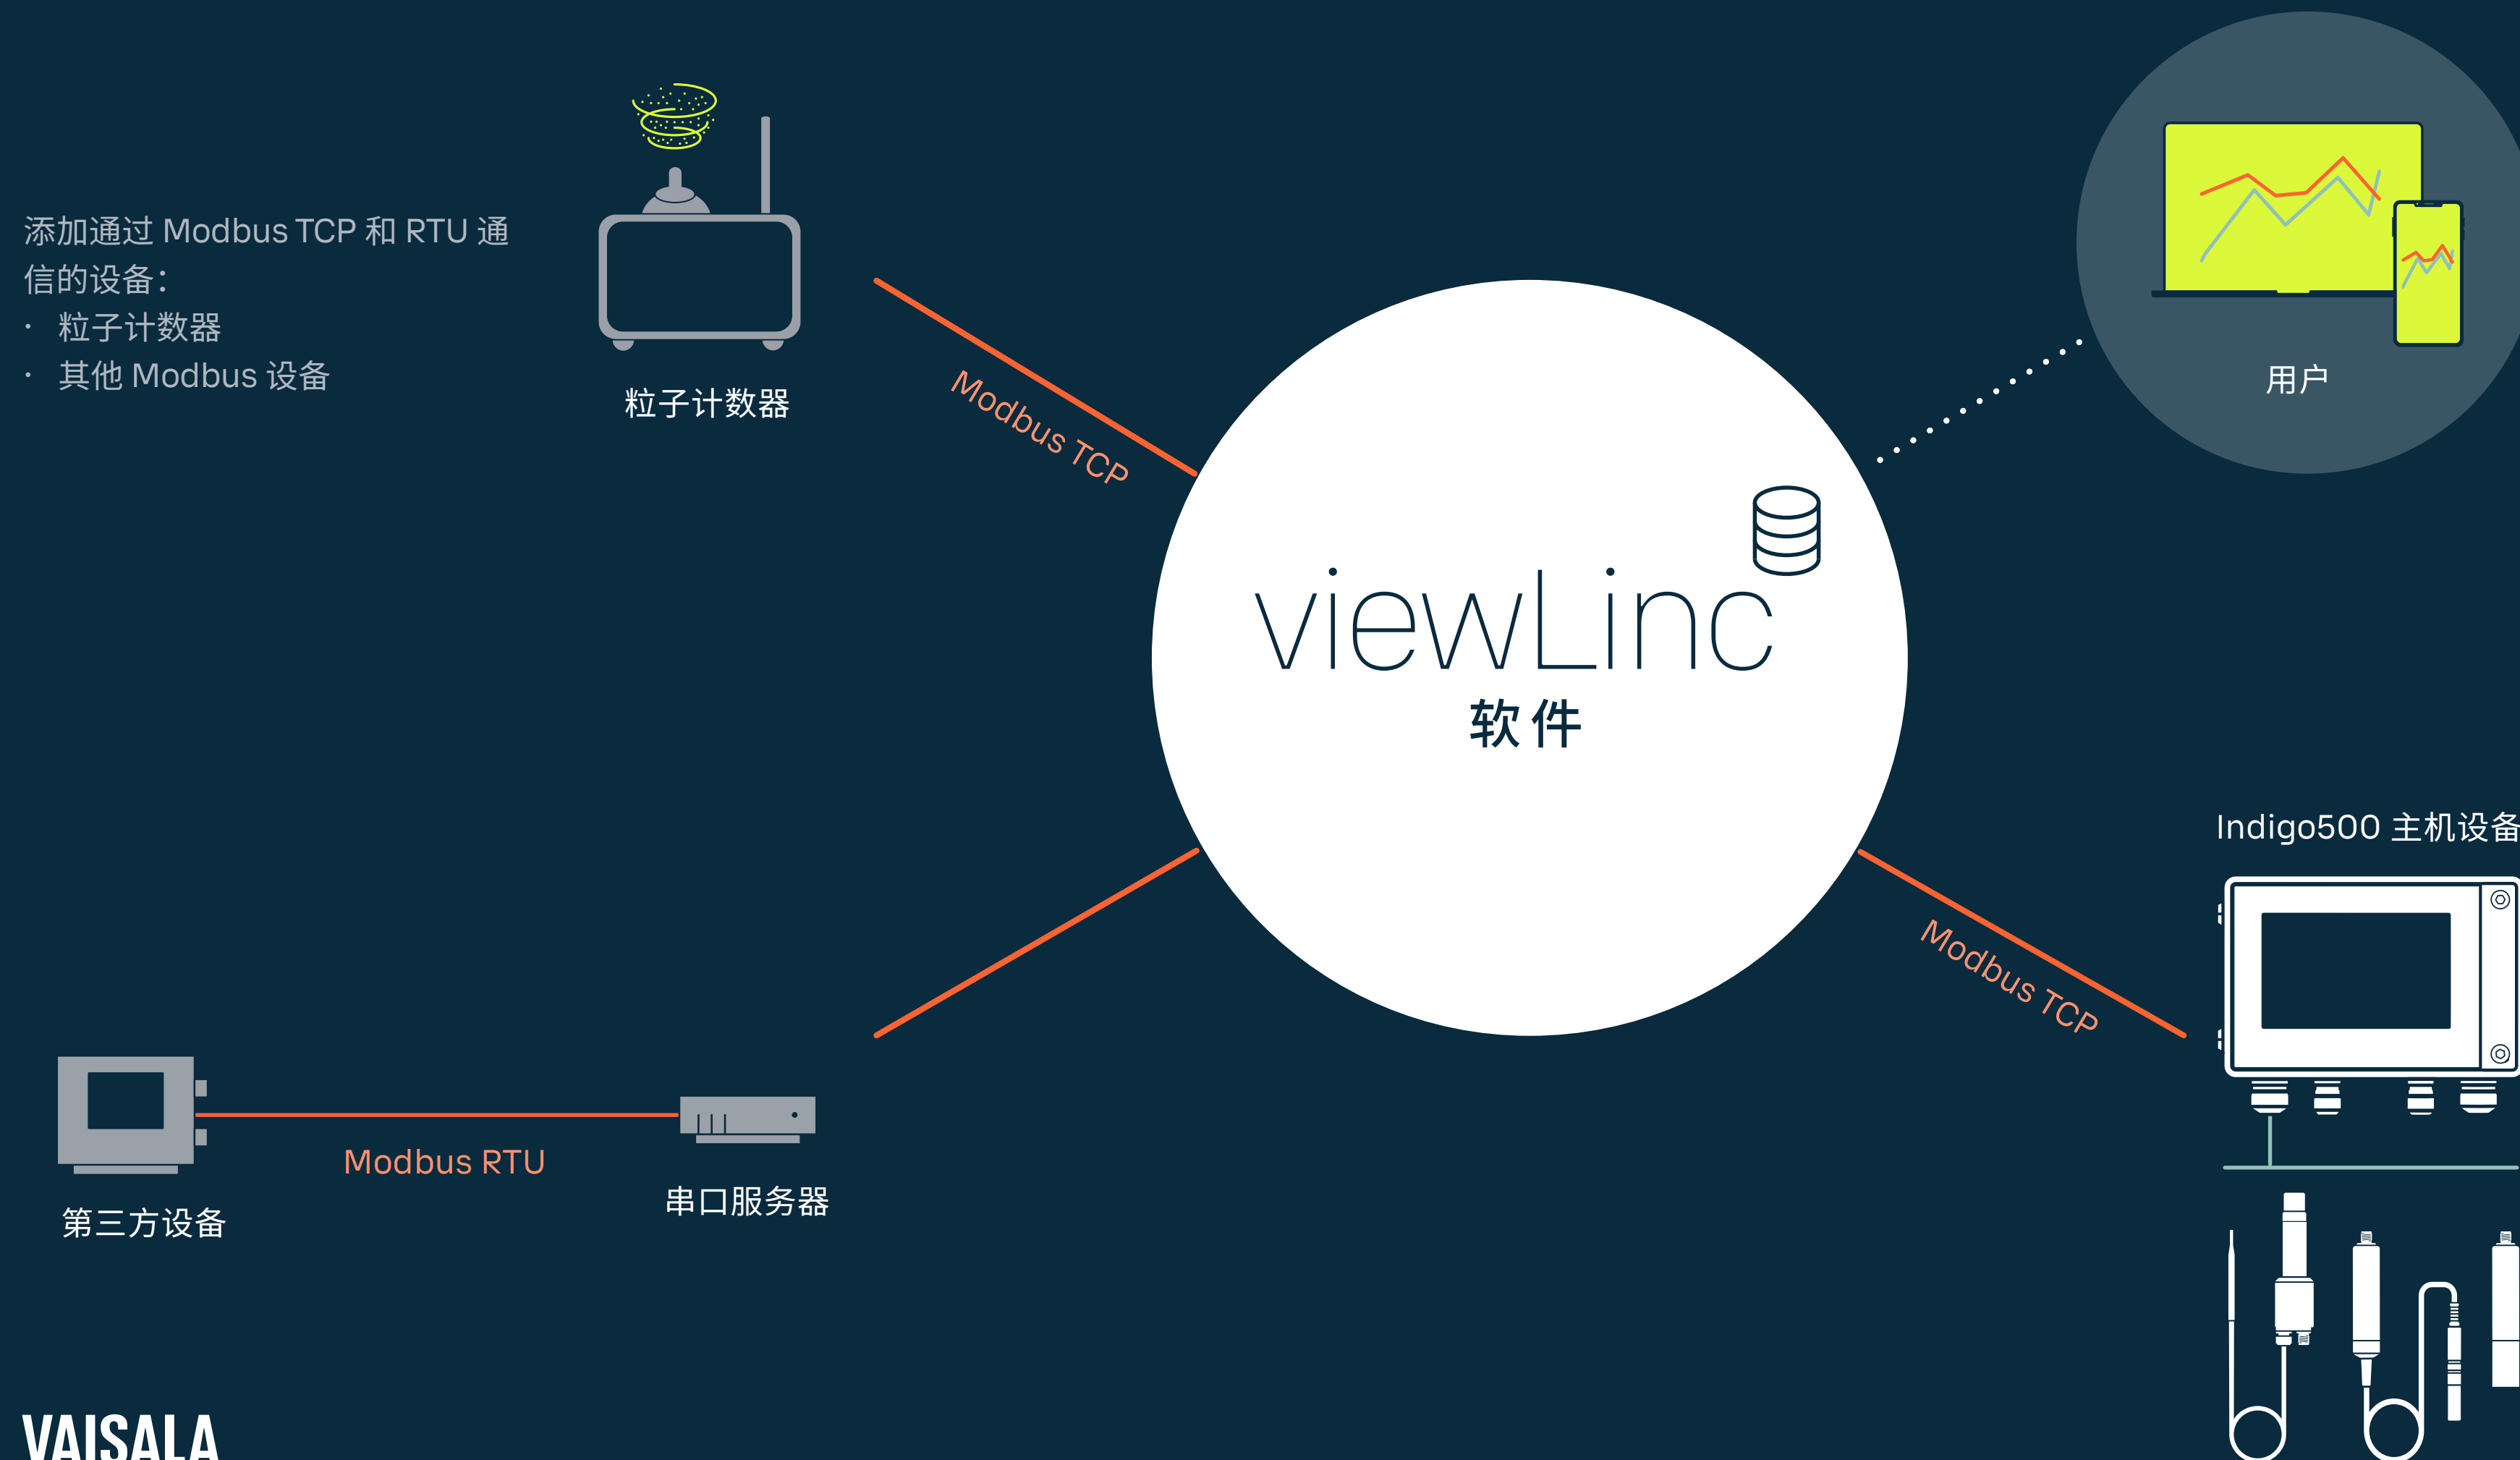 添加通过 Modbus TCP 和 RTU 通
信的设备：
· 粒子计数器
· 其他 Modbus 设备
粒子计数器
Modbus TCP
用户
viewLinc
软件
Indigo500 主机设备
Modbus TCP
Modbus RTU
第三方设备
串口服务器
VAISALA